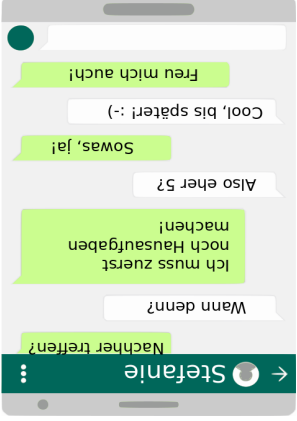 Stefanie
Nachher treffen?
Wann denn?
Ich muss zuerst
noch Hausaufgaben
machen!
Also eher 5?
Sowas, ja!
Cool, bis später! :-)
Freu mich auch!